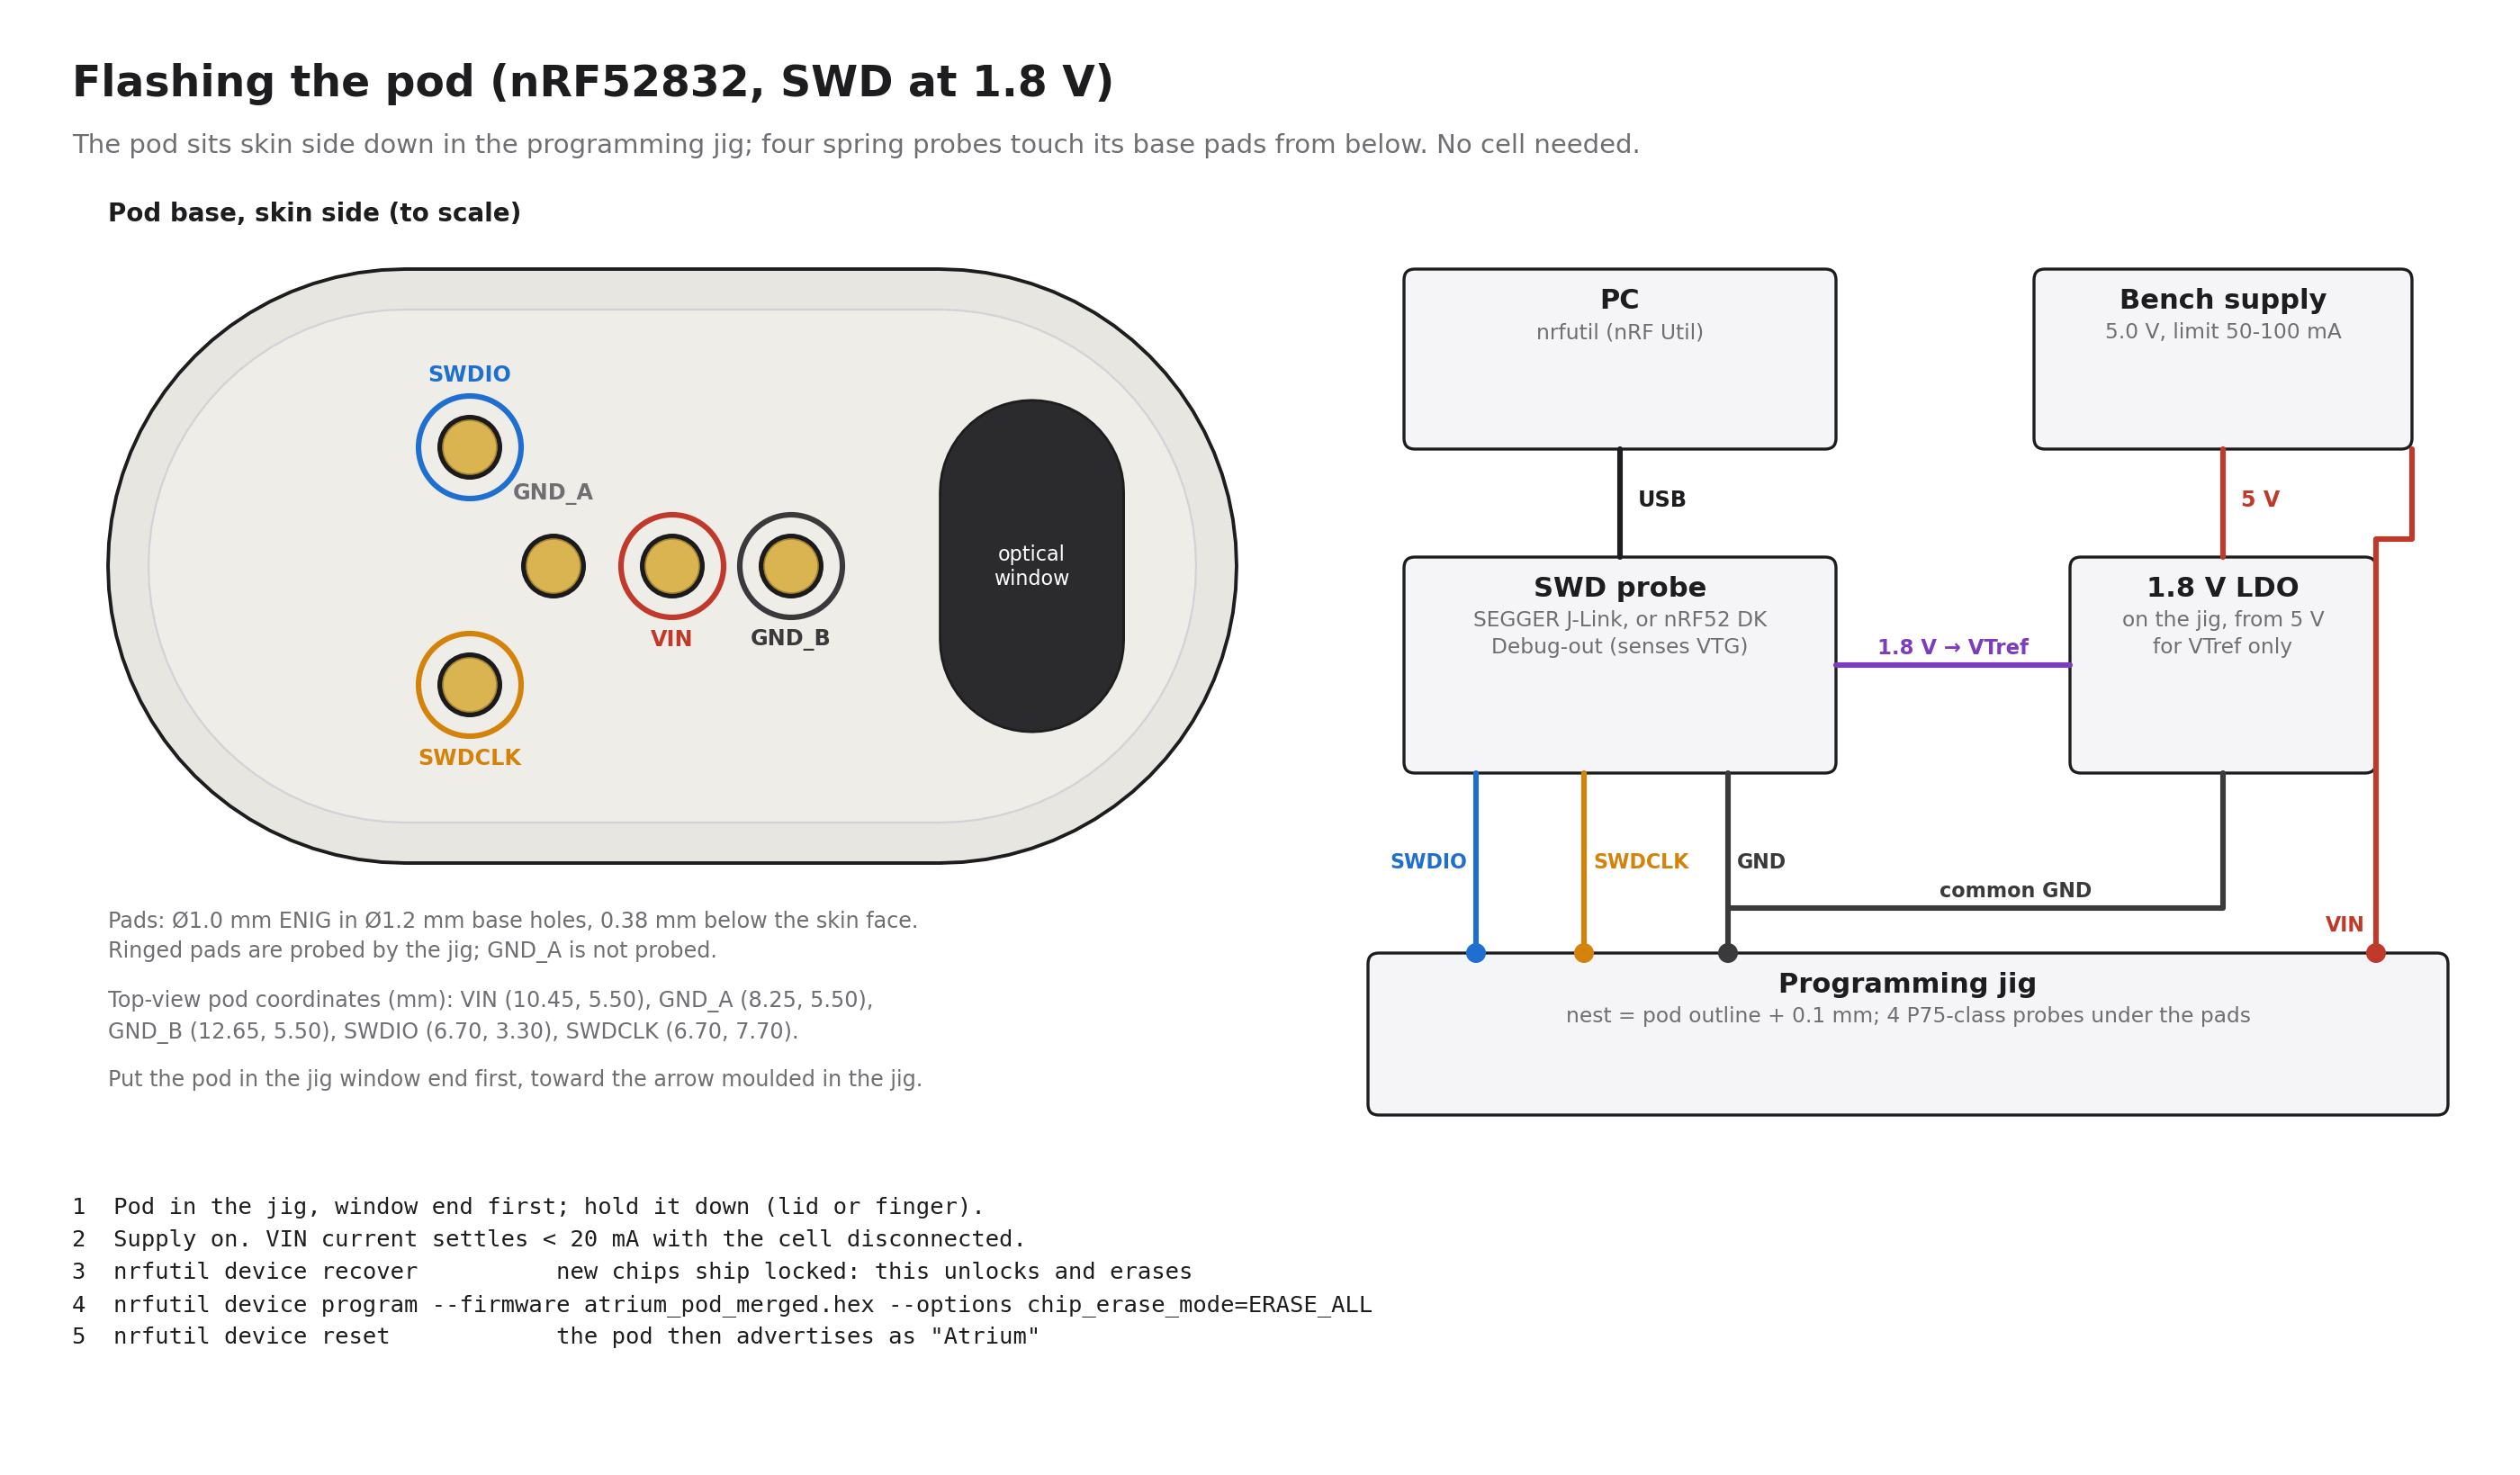 Flashing the pod (nRF52832, SWD at 1.8 V)
The pod sits skin side down in the programming jig; four spring probes touch its base pads from below. No cell needed.
Pod base, skin side (to scale)
SWDIO
GND_A
VIN
GND_B
SWDCLK
optical
window
PC
nrfutil (nRF Util)
Bench supply
5.0 V, limit 50-100 mA
USB
5 V
SWD probe
SEGGER J-Link, or nRF52 DK
Debug-out (senses VTG)
1.8 V → VTref
1.8 V LDO
on the jig, from 5 V
for VTref only
SWDIO
SWDCLK
GND
common GND
VIN
Programming jig
nest = pod outline + 0.1 mm; 4 P75-class probes under the pads
Pads: Ø1.0 mm ENIG in Ø1.2 mm base holes, 0.38 mm below the skin face.
Ringed pads are probed by the jig; GND_A is not probed.
Top-view pod coordinates (mm): VIN (10.45, 5.50), GND_A (8.25, 5.50),
GND_B (12.65, 5.50), SWDIO (6.70, 3.30), SWDCLK (6.70, 7.70).
Put the pod in the jig window end first, toward the arrow moulded in the jig.
1  Pod in the jig, window end first; hold it down (lid or finger).
2  Supply on. VIN current settles < 20 mA with the cell disconnected.
3  nrfutil device recover          new chips ship locked: this unlocks and erases
4  nrfutil device program --firmware atrium_pod_merged.hex --options chip_erase_mode=ERASE_ALL
5  nrfutil device reset            the pod then advertises as "Atrium"